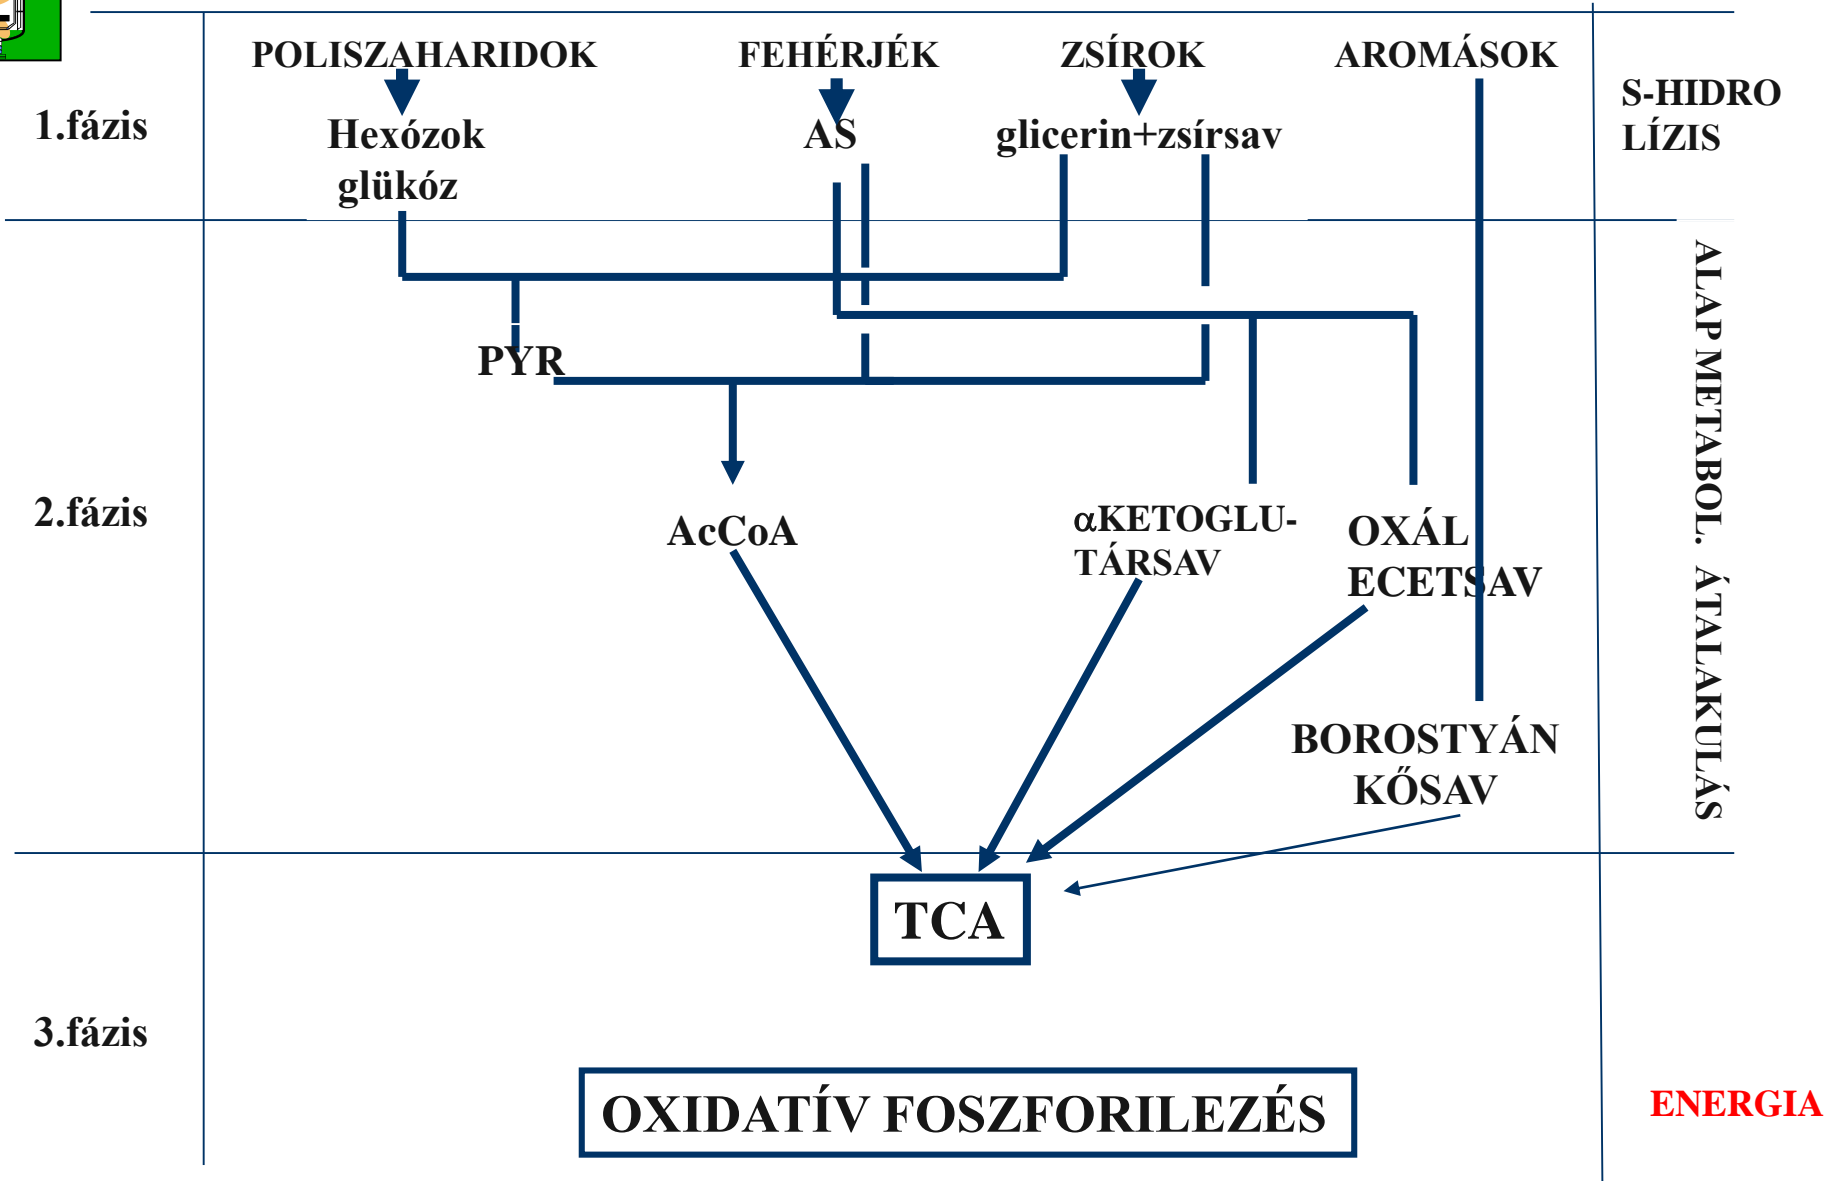 POLISZAHARIDOK FEHÉRJÉK ZSÍROK AROMÁSOK
1.fázis
Hexózok
glükóz
AS
glicerin+zsírsav
S-HIDRO
LÍZIS
PYR
2.fázis
AcCoA
αKETOGLU-
TÁRSAV
OXÁL
ECETSAV
BOROSTYÁN
KŐSAV
ALAP METABOL. ÁTALAKULÁS
TCA
3.fázis
OXIDATÍV FOSZFORILEZÉS
ENERGIA